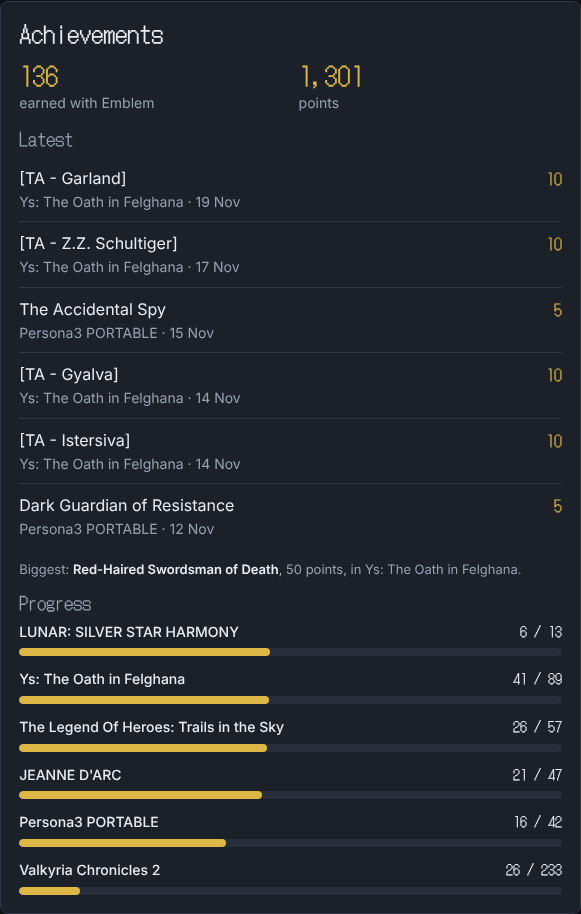 Achievements
136 1,301
earned with Emblem points
Latest
[TA - Garland] 10
Ys: The Oath in Felghana · 19 Nov
[TA - Z.Z. Schultiger] 10
Ys: The Oath in Felghana · 17 Nov
The Accidental Spy 5
Persona3 PORTABLE · 15 Nov
[TA - Gyalva] 10
Ys: The Oath in Felghana · 14 Nov
[TA - Istersiva] 10
Ys: The Oath in Felghana · 14 Nov
Dark Guardian of Resistance 5
Persona3 PORTABLE · 12 Nov
Biggest: Red-Haired Swordsman of Death, 50 points, in Ys: The Oath in Felghana.
Progress
LUNAR: SILVER STAR HARMONY 6 / 13
Ys: The Oath in Felghana 41 / 89
The Legend Of Heroes: Trails in the Sky 26 / 57
JEANNE D'ARC 21 / 47
Persona3 PORTABLE 16 / 42
Valkyria Chronicles 2 26 / 233